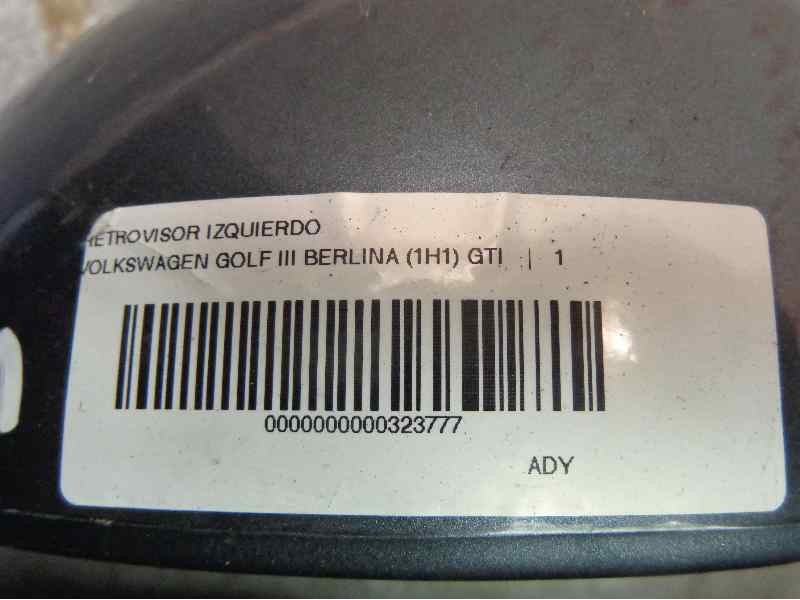 RETROVISOR IZQUIERDO
VOLKSWAGEN GOLF III BERLINA (1H1) GTI | 1
0000000000323777
ADY